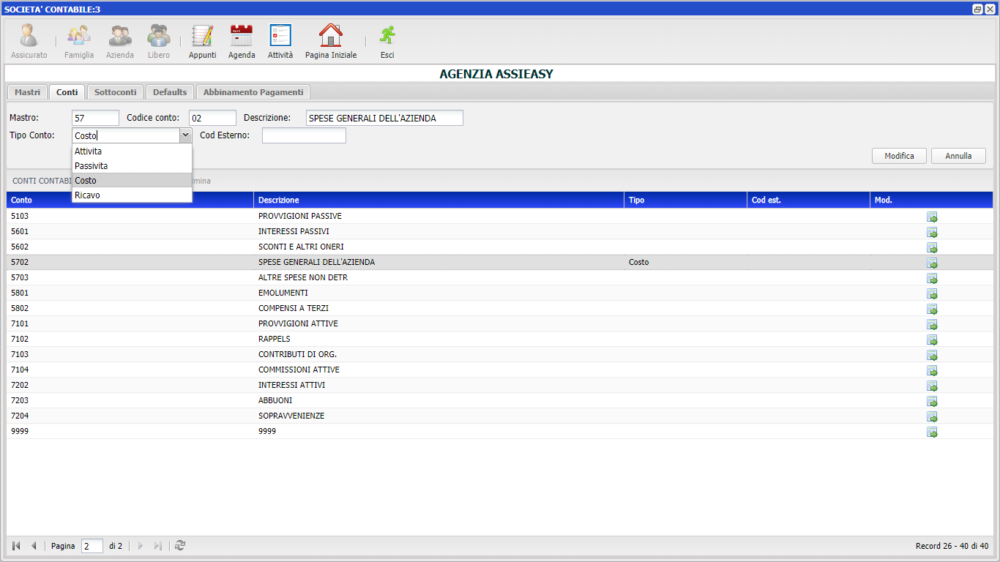 SOCIETA' CONTABILE:3
Assicurato Famiglia Azienda Libero Appunti Agenda Attività Pagina Iniziale Esci
AGENZIA ASSIEASY
Mastri Conti Sottoconti Defaults Abbinamento Pagamenti
Mastro: 57 Codice conto: 02 Descrizione: SPESE GENERALI DELL'AZIENDA
Tipo Conto: Costo Cod Esterno:
Attivita
Passivita
Costo
Ricavo
Modifica Annulla
CONTI CONTABI imina
Conto Descrizione Tipo Cod est. Mod.
5103 PROVVIGIONI PASSIVE
5601 INTERESSI PASSIVI
5602 SCONTI E ALTRI ONERI
5702 SPESE GENERALI DELL'AZIENDA Costo
5703 ALTRE SPESE NON DETR
5801 EMOLUMENTI
5802 COMPENSI A TERZI
7101 PROVVIGIONI ATTIVE
7102 RAPPELS
7103 CONTRIBUTI DI ORG.
7104 COMMISSIONI ATTIVE
7202 INTERESSI ATTIVI
7203 ABBUONI
7204 SOPRAVVENIENZE
9999 9999
Pagina 2 di 2 Record 26 - 40 di 40